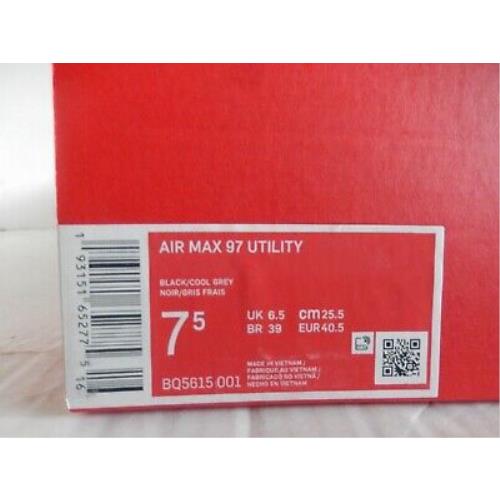 AIR MAX 97 UTILITY
BLACK/COOL GREY
NOIR/GRIS FRAIS
7 5
UK 6.5 cm 25.5
BR 39 EUR 40.5
BQ5615 001
MADE IN VIETNAM /
FABRIQUÉ AU VIETNAM /
FABRICADO NO VIETNÃ /
HECHO EN VIETNAM
1 93151 65277 5